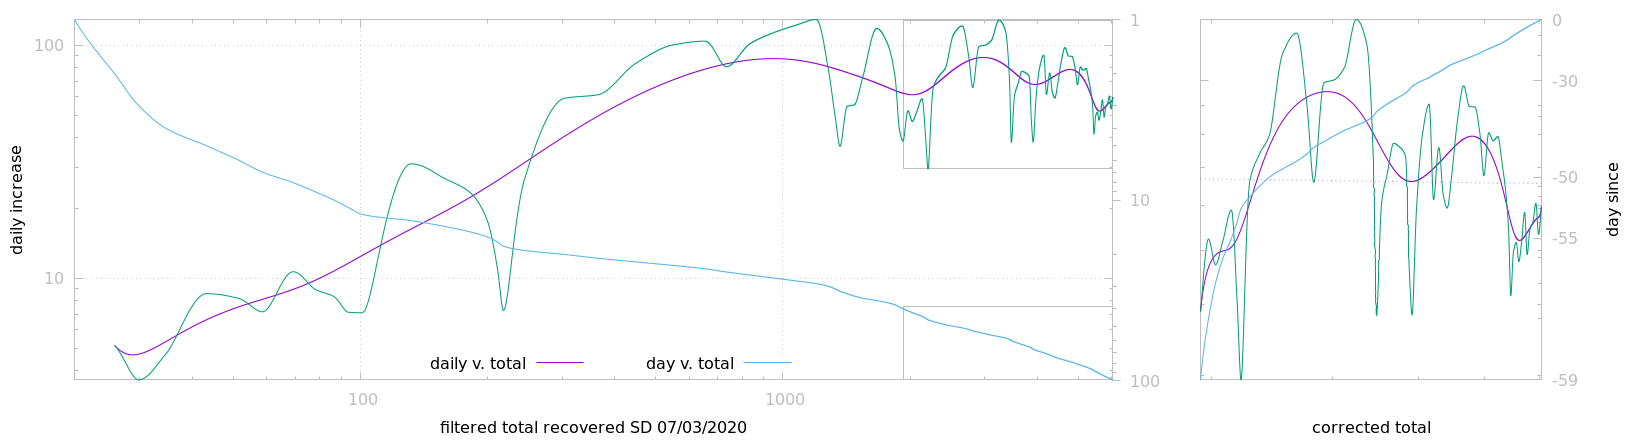 100
10
daily increase
daily v. total
day v. total
100
1000
filtered total recovered SD 07/03/2020
1
10
100
0
-30
-50
-55
-59
day since
corrected total